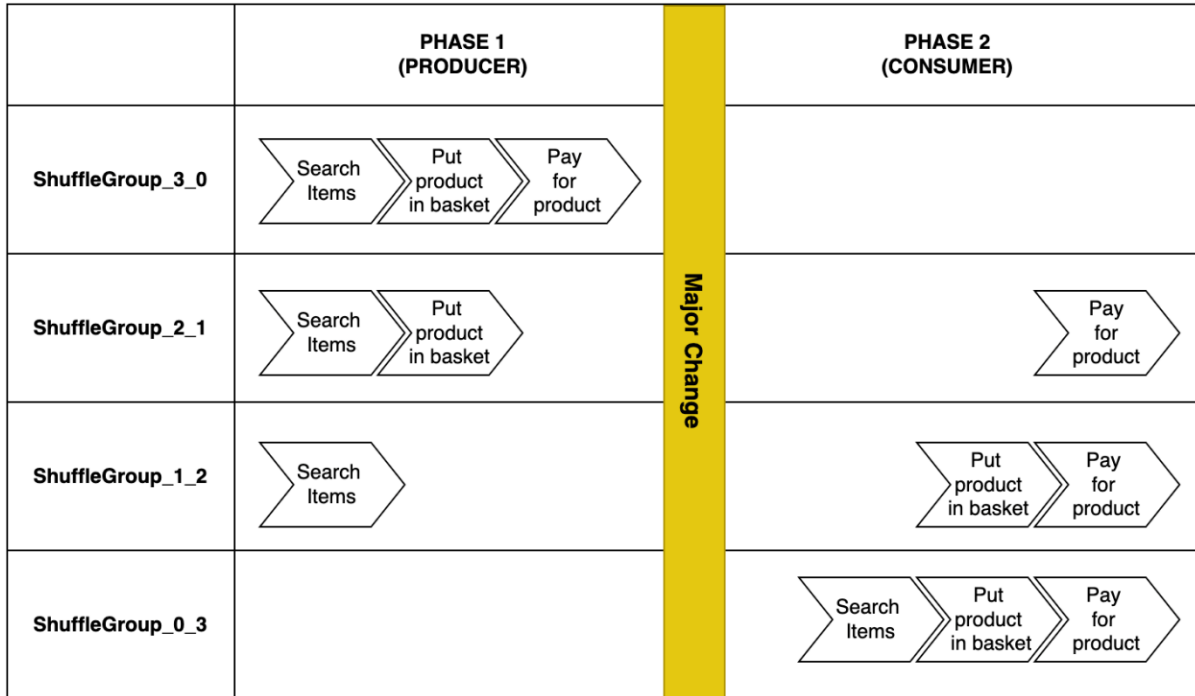 PHASE 1
(PRODUCER)
PHASE 2
(CONSUMER)
Major Change
ShuffleGroup_3_0
Search
Items
Put
product
in basket
Pay
for
product
ShuffleGroup_2_1
Search
Items
Put
product
in basket
Pay
for
product
ShuffleGroup_1_2
Search
Items
Put
product
in basket
Pay
for
product
ShuffleGroup_0_3
Search
Items
Put
product
in basket
Pay
for
product